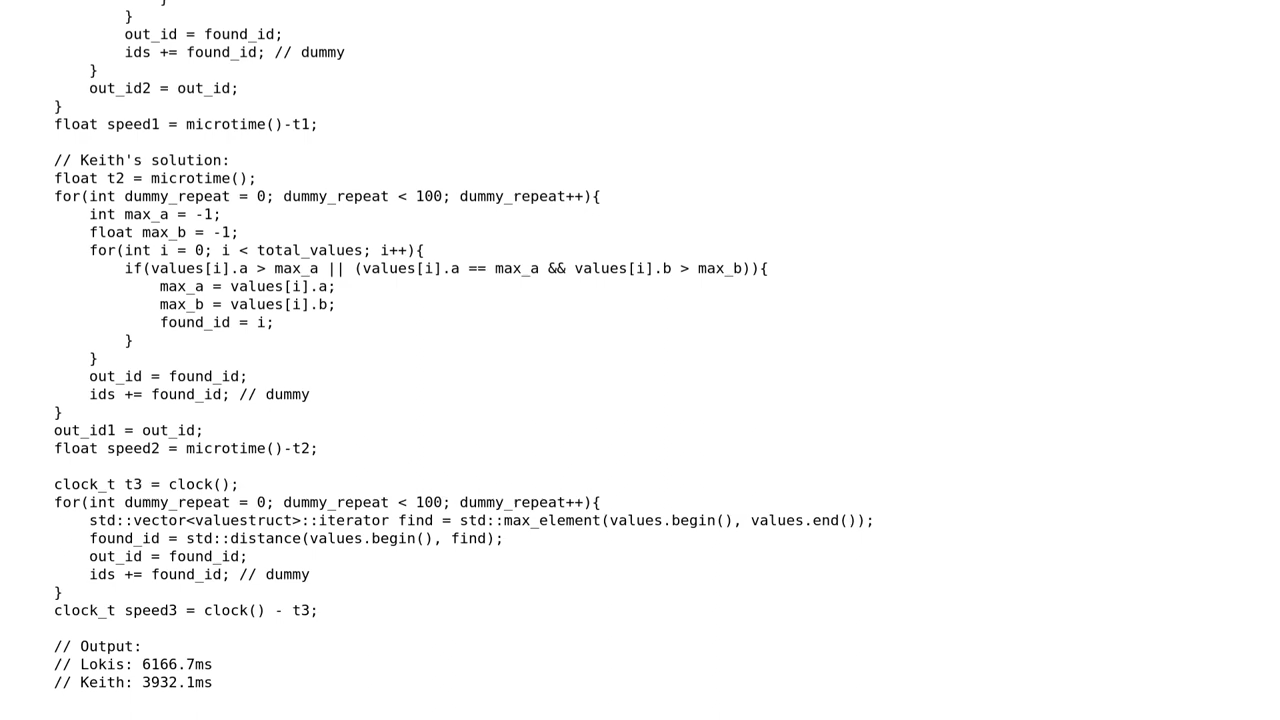 }
}
out_id = found_id;
ids += found_id; // dummy
}
out_id2 = out_id;
}
float speed1 = microtime()-t1;
// Keith's solution:
float t2 = microtime();
for(int dummy_repeat = 0; dummy_repeat < 100; dummy_repeat++){
int max_a = -1;
float max_b = -1;
for(int i = 0; i < total_values; i++){
if(values[i].a > max_a || (values[i].a == max_a && values[i].b > max_b)){
max_a = values[i].a;
max_b = values[i].b;
found_id = i;
}
}
out_id = found_id;
ids += found_id; // dummy
}
out_id1 = out_id;
float speed2 = microtime()-t2;
clock_t t3 = clock();
for(int dummy_repeat = 0; dummy_repeat < 100; dummy_repeat++){
std::vector<valuestruct>::iterator find = std::max_element(values.begin(), values.end());
found_id = std::distance(values.begin(), find);
out_id = found_id;
ids += found_id; // dummy
}
clock_t speed3 = clock() - t3;
// Output:
// Lokis: 6166.7ms
// Keith: 3932.1ms